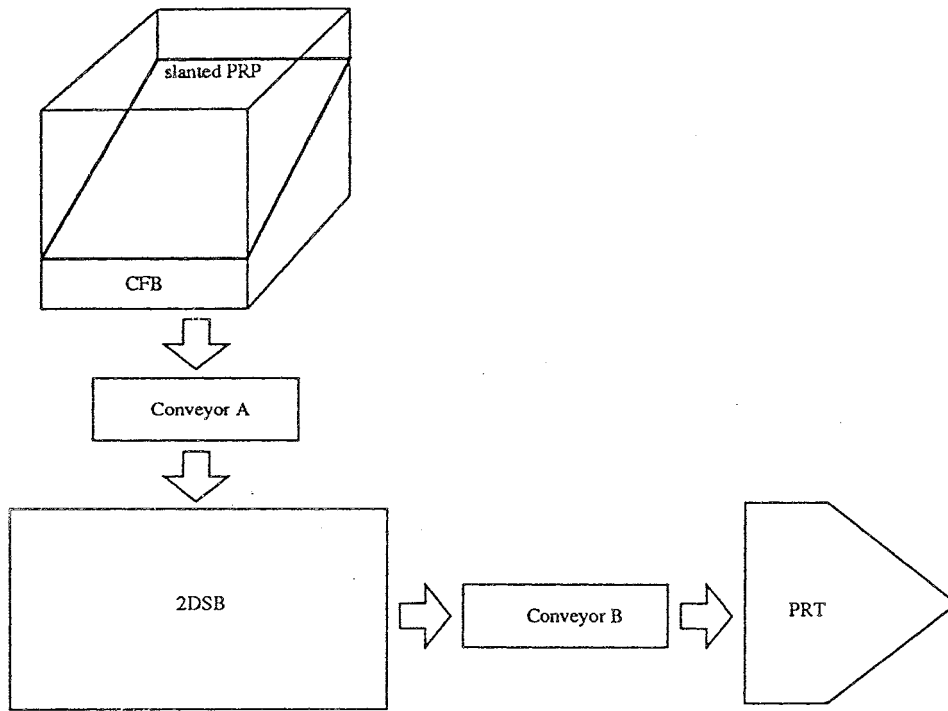 slanted PRP
CFB
Conveyor A
2DSB
Conveyor B
PRT